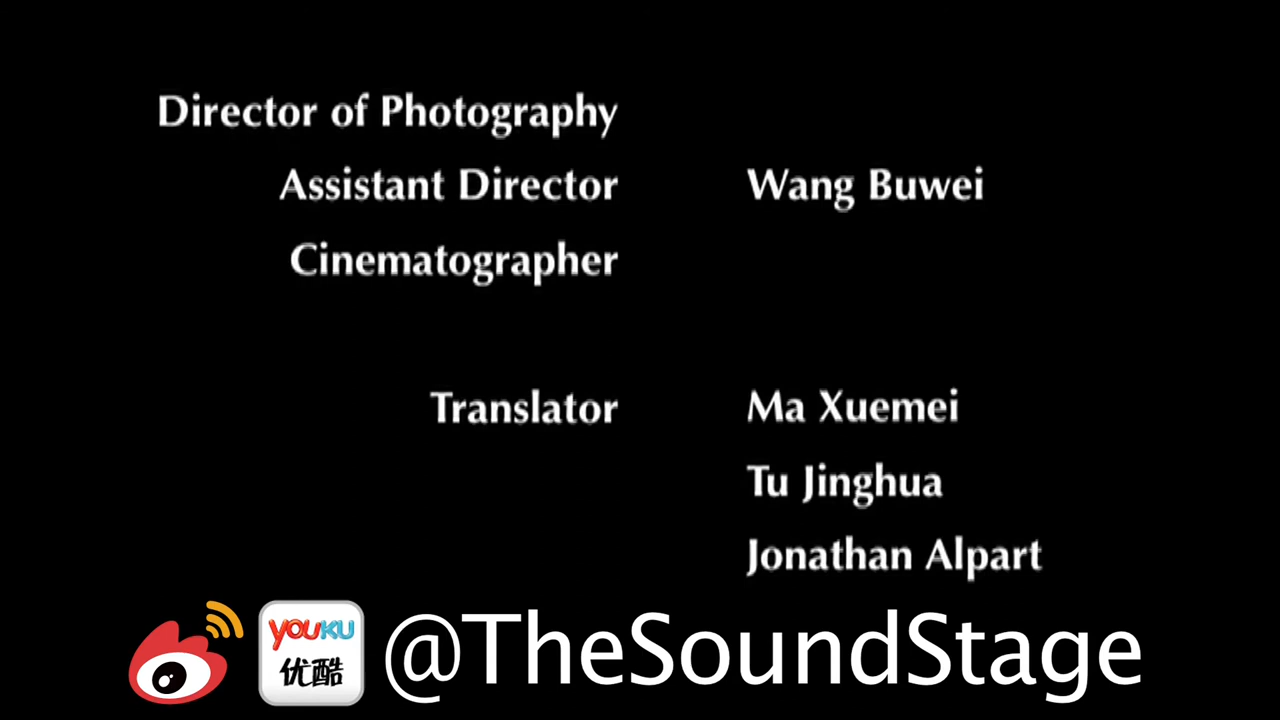 Director of Photography
Assistant Director Wang Buwei
Cinematographer
Translator Ma Xuemei
Tu Jinghua
Jonathan Alpart
YOUKU
优酷
@TheSoundStage